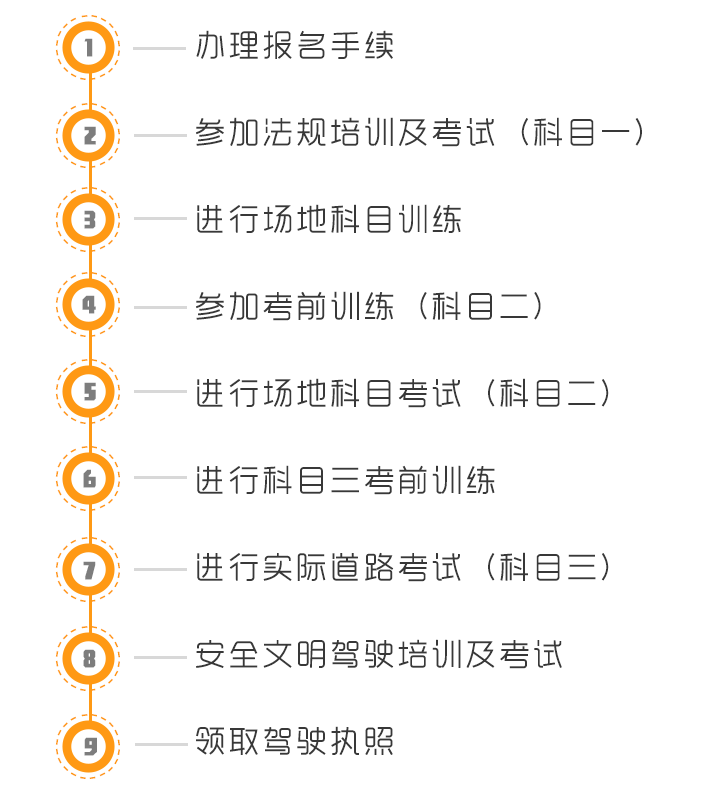 1 办理报名手续
2 参加法规培训及考试（科目一）
3 进行场地科目训练
4 参加考前训练（科目二）
5 进行场地科目考试（科目二）
6 进行科目三考前训练
7 进行实际道路考试（科目三）
8 安全文明驾驶培训及考试
9 领取驾驶执照